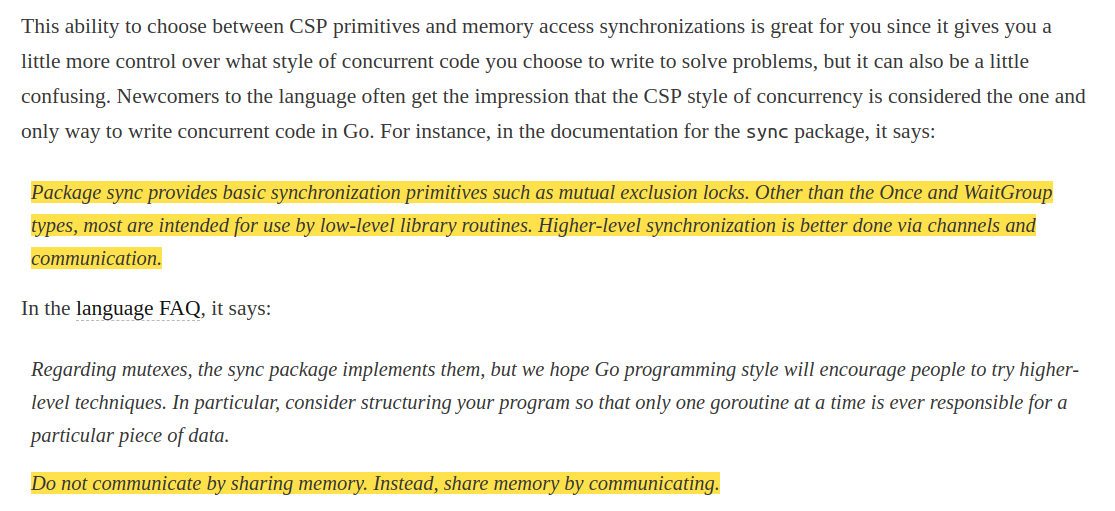 This ability to choose between CSP primitives and memory access synchronizations is great for you since it gives you a
little more control over what style of concurrent code you choose to write to solve problems, but it can also be a little
confusing. Newcomers to the language often get the impression that the CSP style of concurrency is considered the one and
only way to write concurrent code in Go. For instance, in the documentation for the sync package, it says:
Package sync provides basic synchronization primitives such as mutual exclusion locks. Other than the Once and WaitGroup
types, most are intended for use by low-level library routines. Higher-level synchronization is better done via channels and
communication.
In the language FAQ, it says:
Regarding mutexes, the sync package implements them, but we hope Go programming style will encourage people to try higher-
level techniques. In particular, consider structuring your program so that only one goroutine at a time is ever responsible for a
particular piece of data.
Do not communicate by sharing memory. Instead, share memory by communicating.